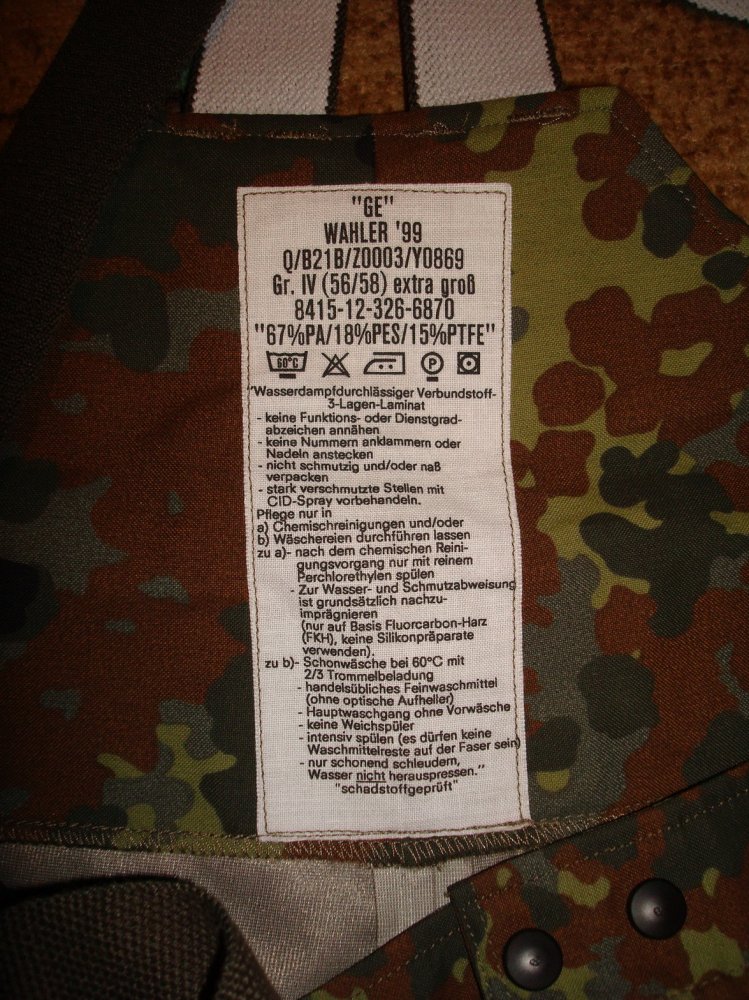 "GE"
WAHLER '99
Q/B21B/Z0003/Y0869
Gr. IV (56/58) extra groß
8415-12-326-6870
"67%PA/18%PES/15%PTFE"
60°C P
"Wasserdampfdurchlässiger Verbundstoff-
3-Lagen-Laminat
- keine Funktions- oder Dienstgrad-
abzeichen annähen
- keine Nummern anklammern oder
Nadeln anstecken
- nicht schmutzig und/oder naß
verpacken
- stark verschmutzte Stellen mit
CID-Spray vorbehandeln.
Pflege nur in
a) Chemischreinigungen und/oder
b) Wäschereien durchführen lassen
zu a)- nach dem chemischen Reini-
gungsvorgang nur mit reinem
Perchlorethylen spülen
- Zur Wasser- und Schmutzabweisung
ist grundsätzlich nachzu-
imprägnieren
(nur auf Basis Fluorcarbon-Harz
(FKH), keine Silikonpräparate
verwenden).
zu b)- Schonwäsche bei 60°C mit
2/3 Trommelbeladung
- handelsübliches Feinwaschmittel
(ohne optische Aufheller)
- Hauptwaschgang ohne Vorwäsche
- keine Weichspüler
- intensiv spülen (es dürfen keine
Waschmittelreste auf der Faser sein)
- nur schonend schleudern,
Wasser nicht herauspressen."
"schadstoffgeprüft"